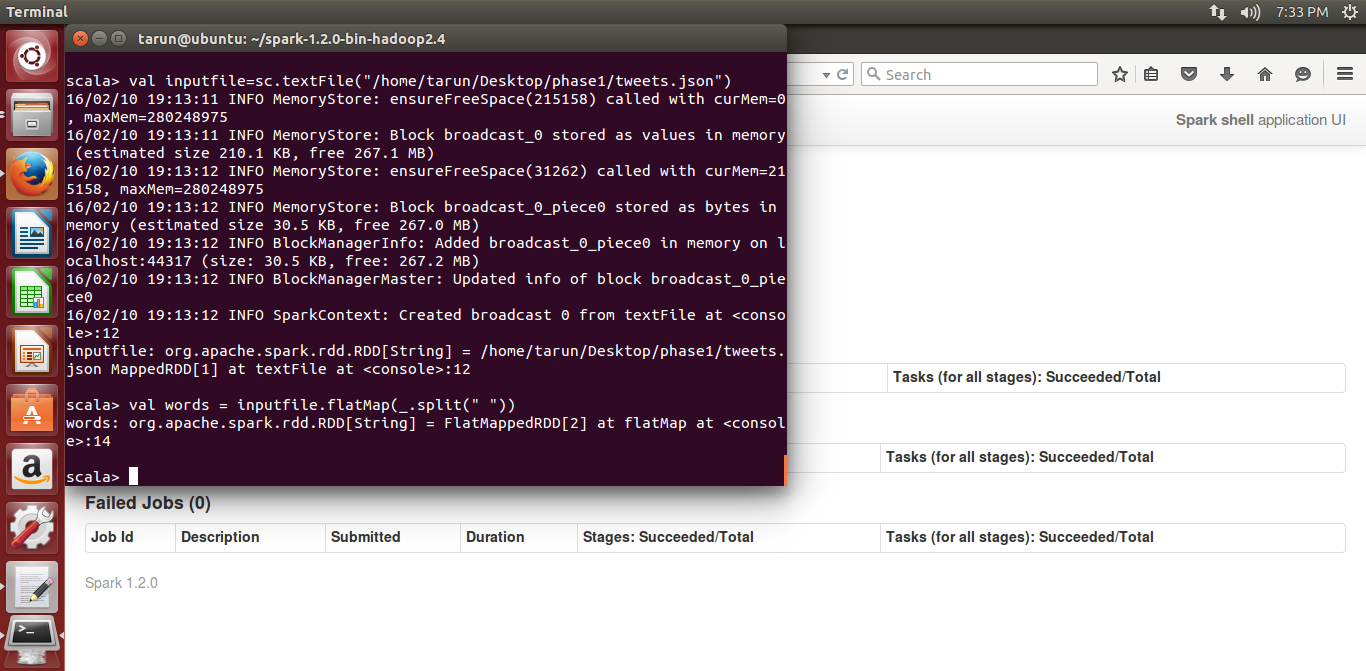 Terminal
7:33 PM
tarun@ubuntu: ~/spark-1.2.0-bin-hadoop2.4
scala> val inputfile=sc.textFile("/home/tarun/Desktop/phase1/tweets.json")
16/02/10 19:13:11 INFO MemoryStore: ensureFreeSpace(215158) called with curMem=0
, maxMem=280248975
16/02/10 19:13:11 INFO MemoryStore: Block broadcast_0 stored as values in memory
(estimated size 210.1 KB, free 267.1 MB)
16/02/10 19:13:12 INFO MemoryStore: ensureFreeSpace(31262) called with curMem=21
5158, maxMem=280248975
16/02/10 19:13:12 INFO MemoryStore: Block broadcast_0_piece0 stored as bytes in
memory (estimated size 30.5 KB, free 267.0 MB)
16/02/10 19:13:12 INFO BlockManagerInfo: Added broadcast_0_piece0 in memory on l
ocalhost:44317 (size: 30.5 KB, free: 267.2 MB)
16/02/10 19:13:12 INFO BlockManagerMaster: Updated info of block broadcast_0_pie
ce0
16/02/10 19:13:12 INFO SparkContext: Created broadcast 0 from textFile at <conso
le>:12
inputfile: org.apache.spark.rdd.RDD[String] = /home/tarun/Desktop/phase1/tweets.
json MappedRDD[1] at textFile at <console>:12
scala> val words = inputfile.flatMap(_.split(" "))
words: org.apache.spark.rdd.RDD[String] = FlatMappedRDD[2] at flatMap at <consol
e>:14
scala>
Search
Spark shell application UI
Tasks (for all stages): Succeeded/Total
Tasks (for all stages): Succeeded/Total
Failed Jobs (0)
Job Id Description Submitted Duration Stages: Succeeded/Total Tasks (for all stages): Succeeded/Total
Spark 1.2.0